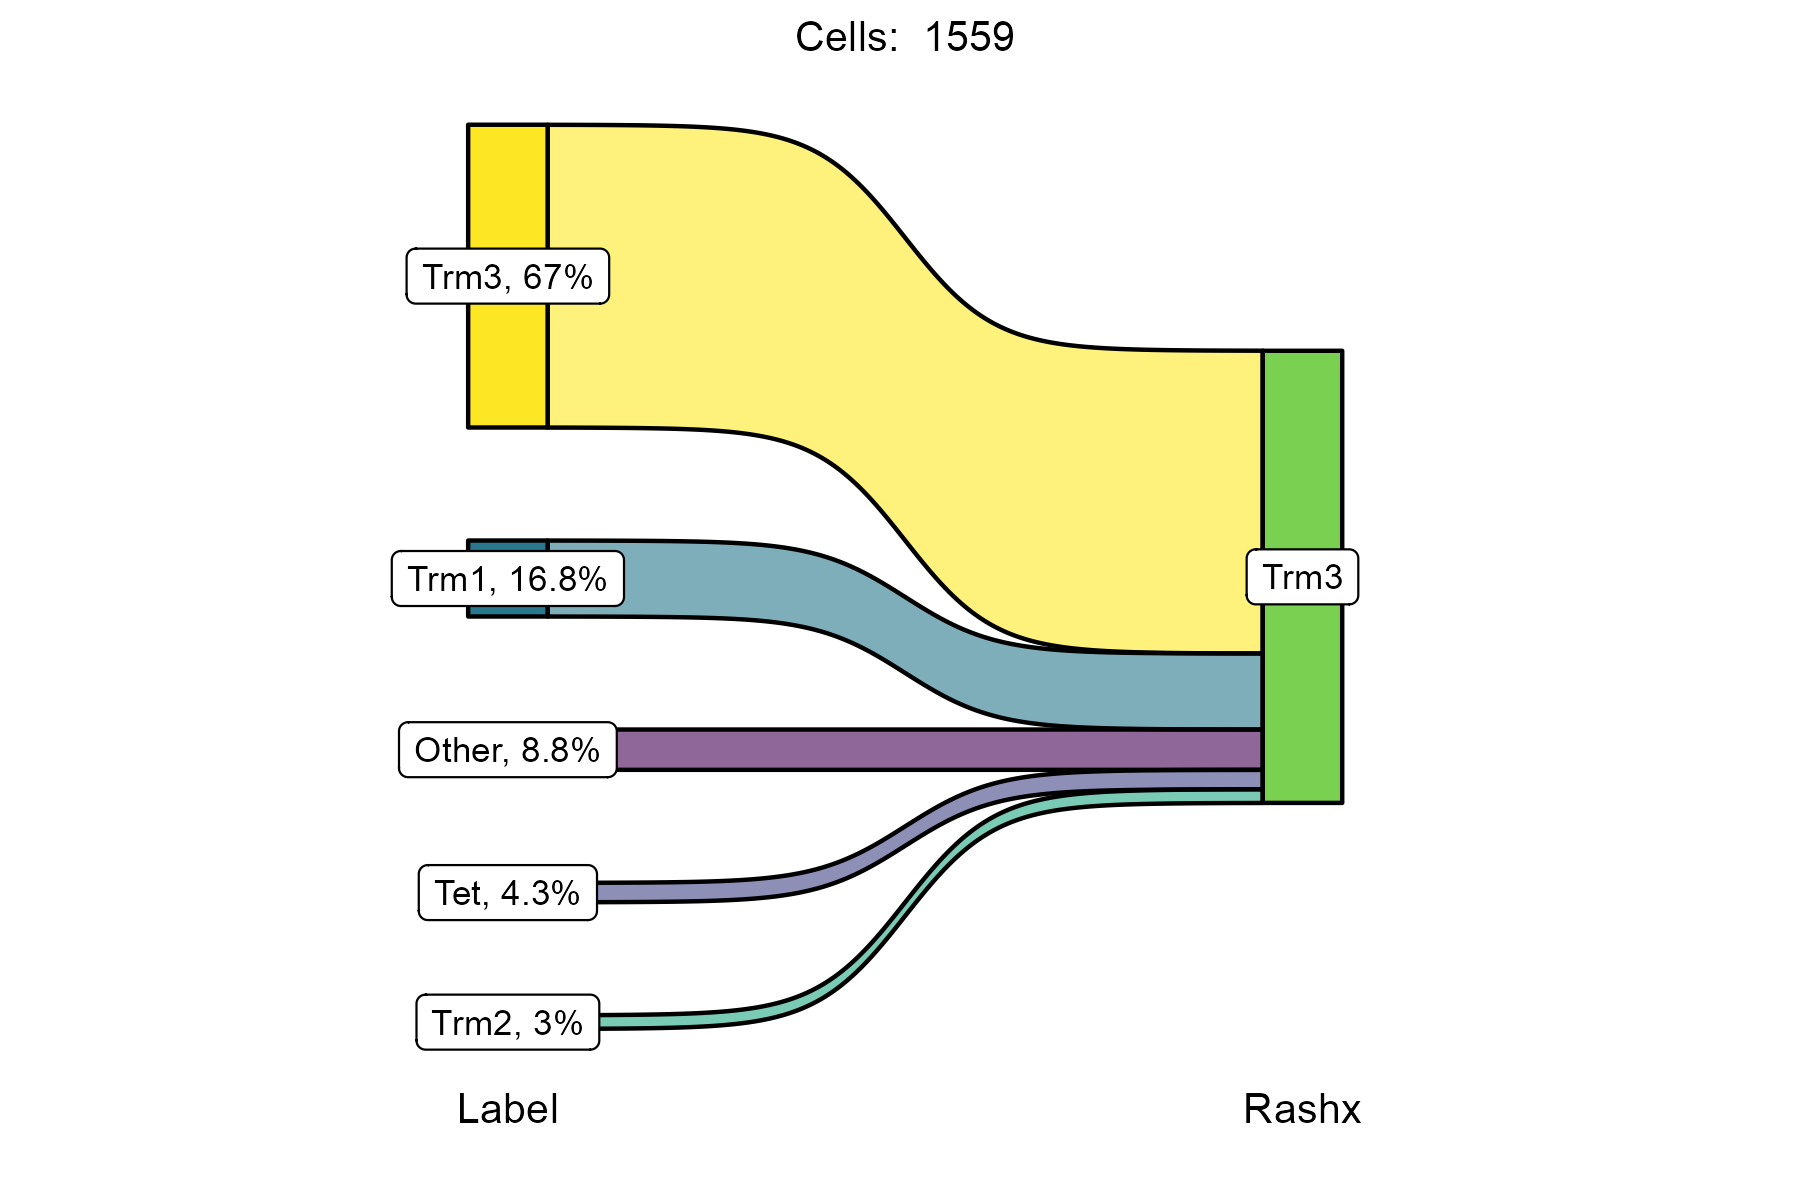 Cells:  1559
Trm3, 67%
Trm1, 16.8%
Trm3
Other, 8.8%
Tet, 4.3%
Trm2, 3%
Label
Rashx